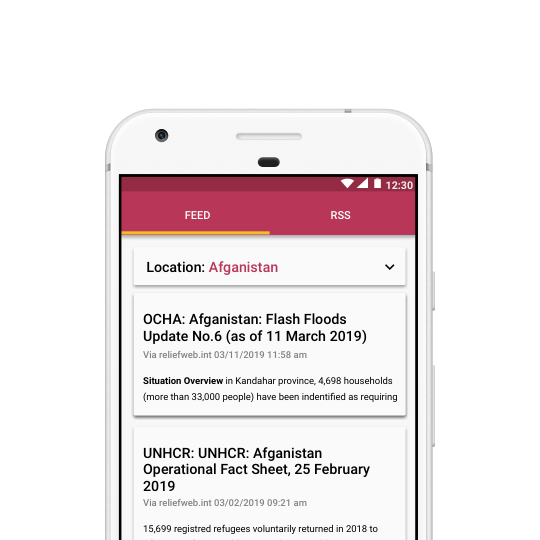 12:30
FEED RSS
Location: Afganistan
OCHA: Afganistan: Flash Floods
Update No.6 (as of 11 March 2019)
Via reliefweb.int 03/11/2019 11:58 am
Situation Overview in Kandahar province, 4,698 households
(more than 33,000 people) have been indentified as requiring
UNHCR: UNHCR: Afganistan
Operational Fact Sheet, 25 February
2019
Via reliefweb.int 03/02/2019 09:21 am
15,699 registred refugees voluntarily returned in 2018 to